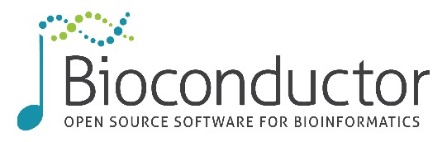 Bioconductor
OPEN SOURCE SOFTWARE FOR BIOINFORMATICS